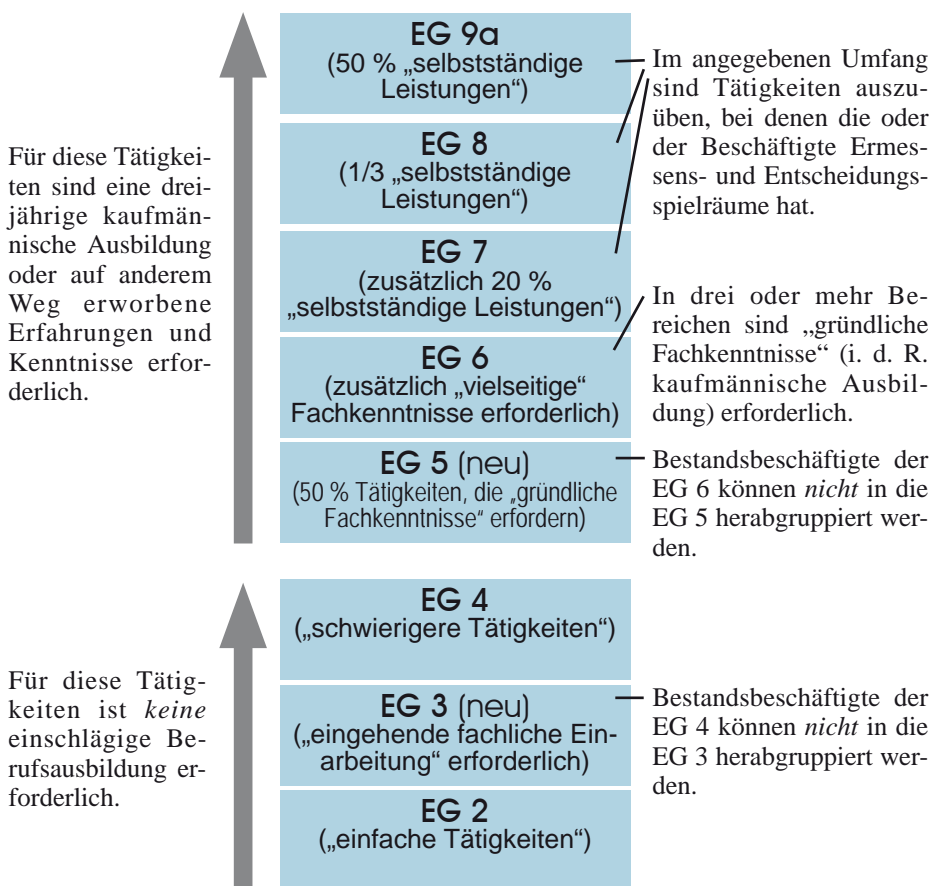 EG 9a
(50 % „selbstständige
Leistungen“)
Im angegebenen Umfang
sind Tätigkeiten auszu-
üben, bei denen die oder
der Beschäftigte Ermes-
sens- und Entscheidungs-
spielräume hat.
EG 8
(1/3 „selbstständige
Leistungen“)
Für diese Tätigkei-
ten sind eine drei-
jährige kaufmän-
nische Ausbildung
oder auf anderem
Weg erworbene
Erfahrungen und
Kenntnisse erfor-
derlich.
EG 7
(zusätzlich 20 %
„selbstständige Leistungen“)
EG 6
(zusätzlich „vielseitige“
Fachkenntnisse erforderlich)
In drei oder mehr Be-
reichen sind „gründliche
Fachkenntnisse“ (i. d. R.
kaufmännische Ausbil-
dung) erforderlich.
EG 5 (neu)
(50 % Tätigkeiten, die „gründliche
Fachkenntnisse“ erfordern)
Bestandsbeschäftigte der
EG 6 können nicht in die
EG 5 herabgruppiert wer-
den.
EG 4
(„schwierigere Tätigkeiten“)
Für diese Tätig-
keiten ist keine
einschlägige Be-
rufsausbildung er-
forderlich.
EG 3 (neu)
(„eingehende fachliche Ein-
arbeitung“ erforderlich)
Bestandsbeschäftigte der
EG 4 können nicht in die
EG 3 herabgruppiert wer-
den.
EG 2
(„einfache Tätigkeiten“)